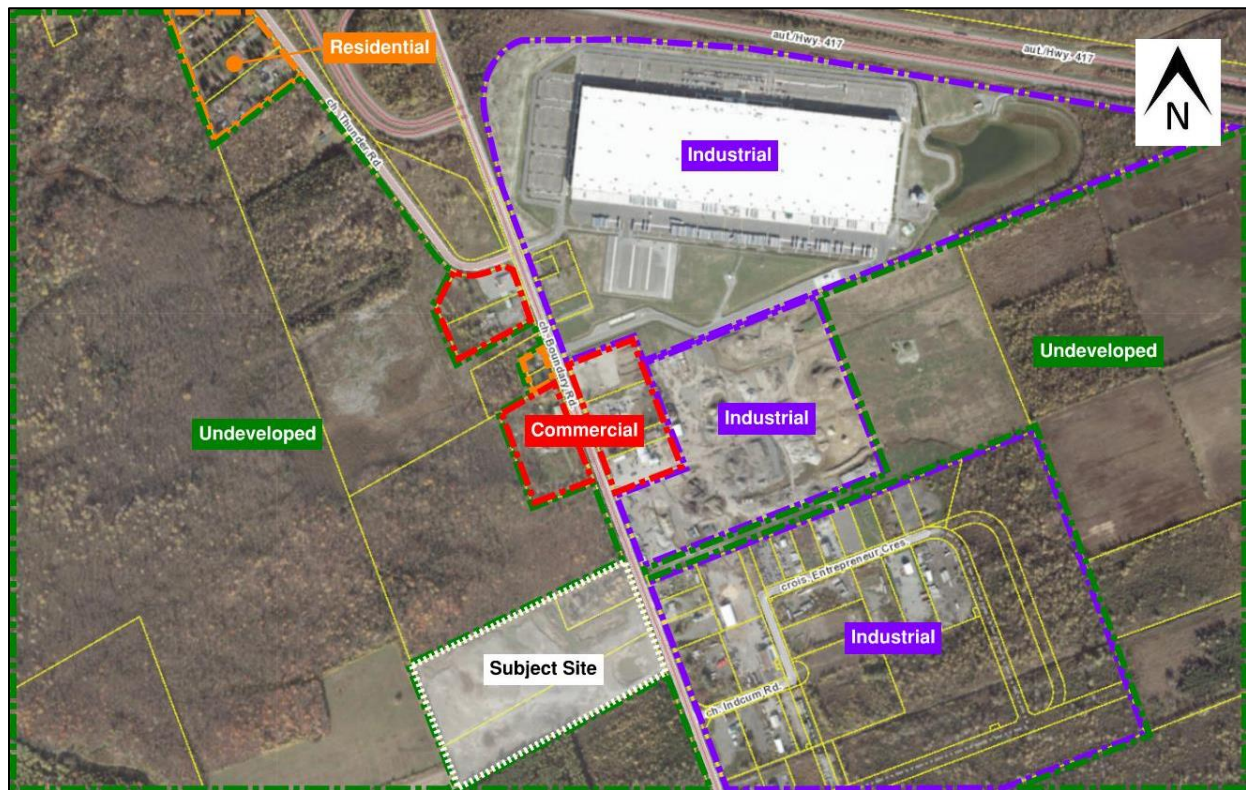 aut./Hwy. 417
aut./Hwy. 417
Residential
N
ch. Thunder Rd.
Industrial
ch. Boundary Rd.
Undeveloped
Undeveloped
Commercial
Industrial
crois. Entrepreneur Cres.
Industrial
Subject Site
ch. Indcum Rd.